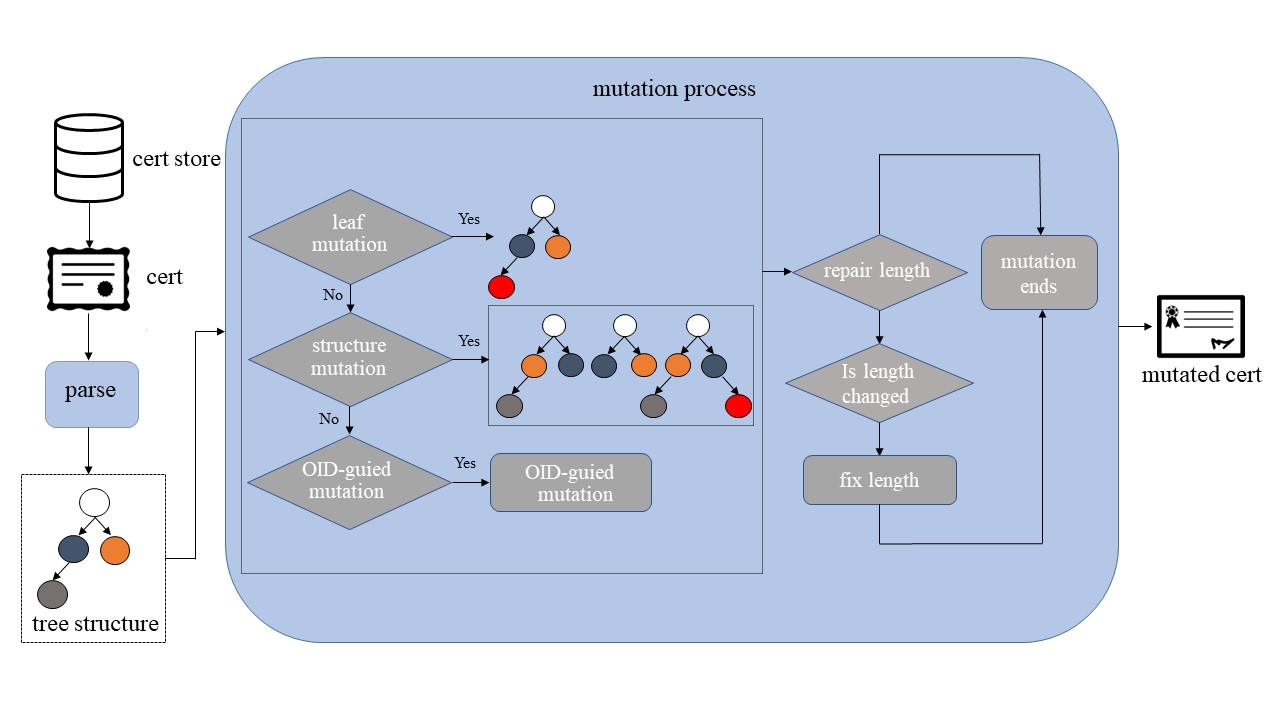 mutation process
cert store
cert
parse
tree structure
leaf
mutation
Yes
No
structure
mutation
Yes
No
OID-guied
mutation
Yes
OID-guied
mutation
repair length
Is length
changed
fix length
mutation
ends
mutated cert